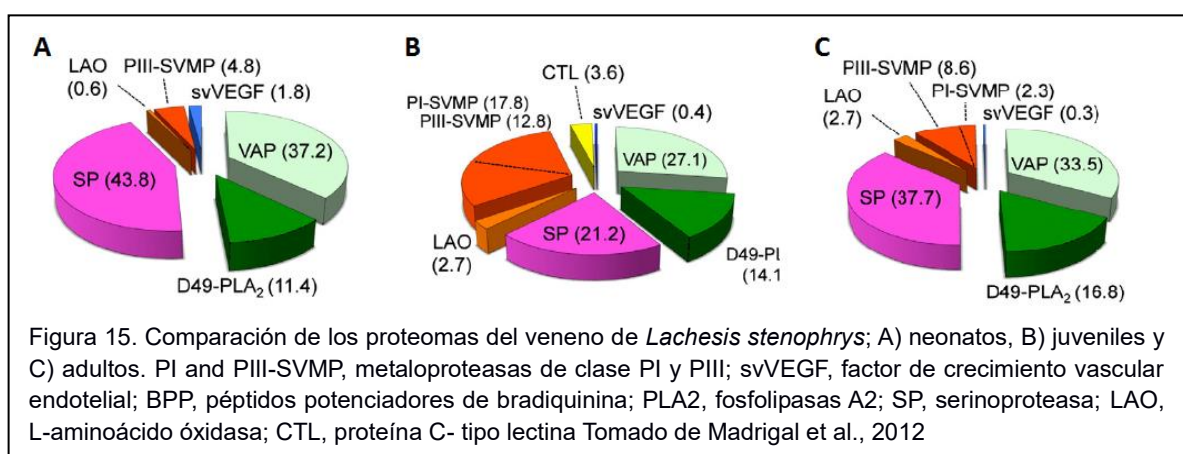 A
LAO
(0.6)
PIII-SVMP (4.8)
svVEGF (1.8)
VAP (37.2)
SP (43.8)
D49-PLA2 (11.4)
B
CTL (3.6)
PI-SVMP (17.8)
PIII-SVMP (12.8)
svVEGF (0.4)
VAP (27.1)
SP (21.2)
LAO
(2.7)
D49-Pl
(14.1
C
PIII-SVMP (8.6)
PI-SVMP (2.3)
LAO
(2.7)
svVEGF (0.3)
VAP (33.5)
SP (37.7)
D49-PLA2 (16.8)
Figura 15. Comparación de los proteomas del veneno de Lachesis stenophrys; A) neonatos, B) juveniles y
C) adultos. PI and PIII-SVMP, metaloproteasas de clase PI y PIII; svVEGF, factor de crecimiento vascular
endotelial; BPP, péptidos potenciadores de bradiquinina; PLA2, fosfolipasas A2; SP, serinoproteasa; LAO,
L-aminoácido óxidasa; CTL, proteína C- tipo lectina Tomado de Madrigal et al., 2012